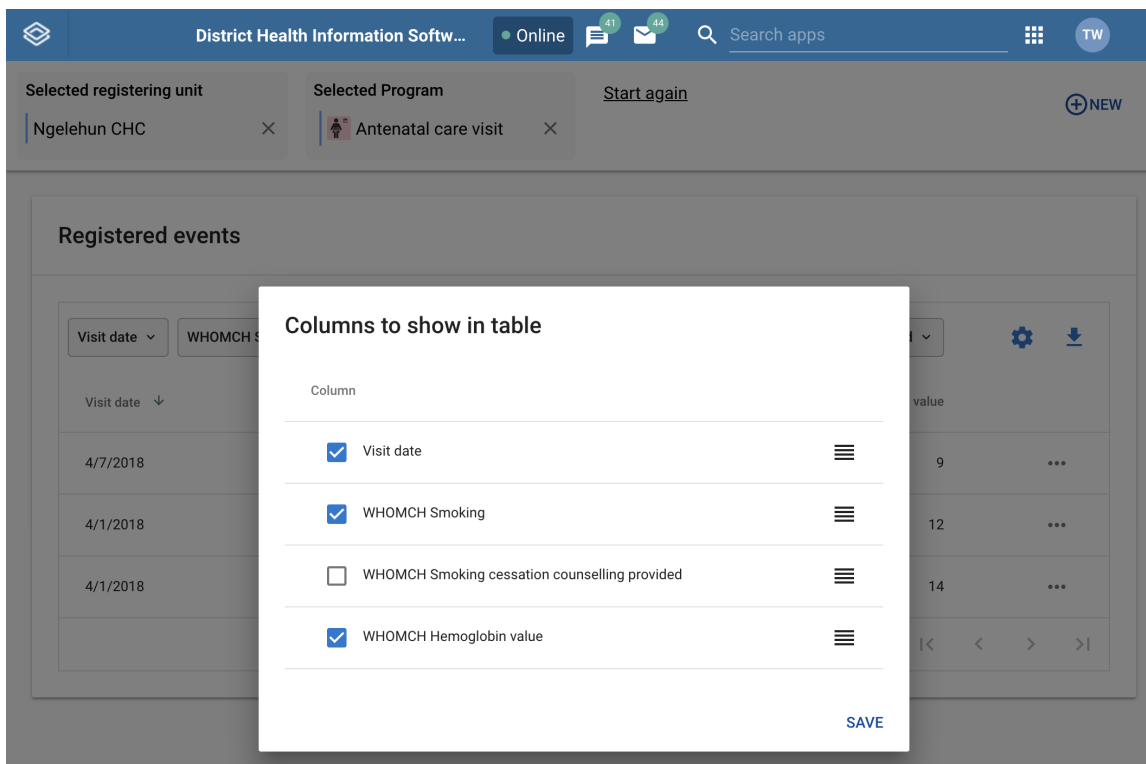 District Health Information Softw...
Online
41
44
Search apps
TW
Selected registering unit
Selected Program
Start again
Ngelehun CHC
Antenatal care visit
NEW
Registered events
Visit date
WHOMCH
Visit date
value
4/7/2018
9
4/1/2018
12
4/1/2018
14
Columns to show in table
Column
Visit date
WHOMCH Smoking
WHOMCH Smoking cessation counselling provided
WHOMCH Hemoglobin value
SAVE